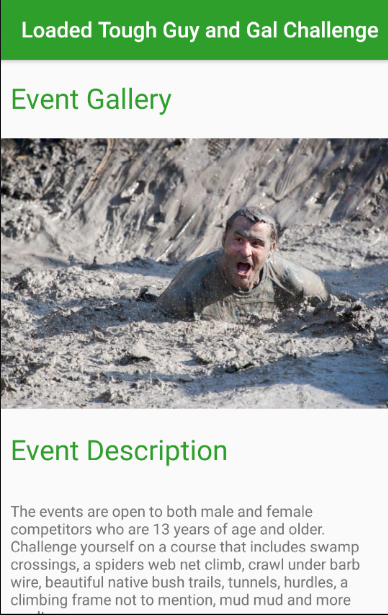 Loaded Tough Guy and Gal Challenge
Event Gallery
Event Description
The events are open to both male and female
competitors who are 13 years of age and older.
Challenge yourself on a course that includes swamp
crossings, a spiders web net climb, crawl under barb
wire, beautiful native bush trails, tunnels, hurdles, a
climbing frame not to mention, mud mud and more